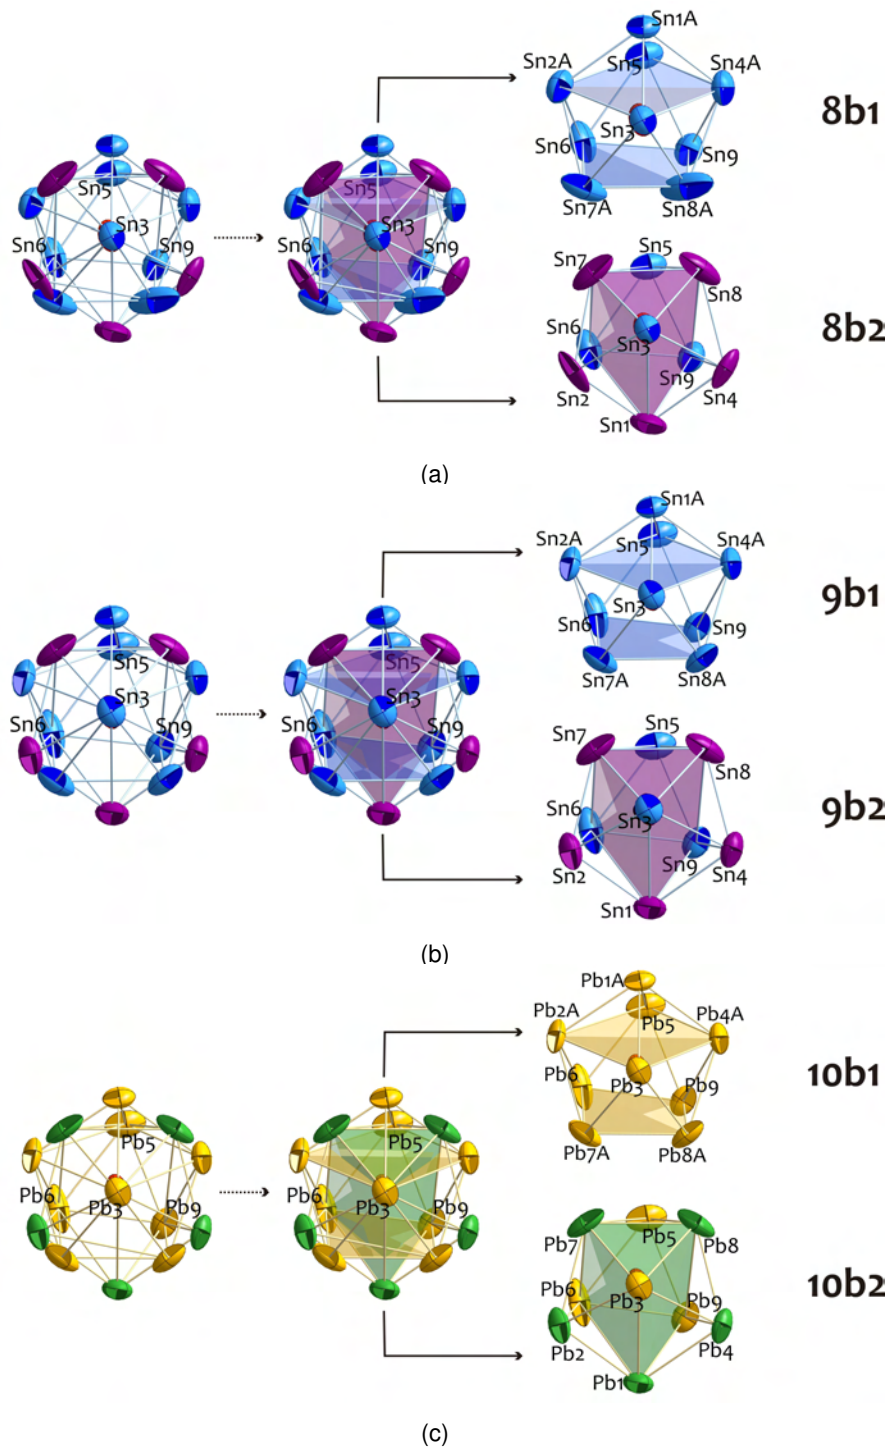 Sn1A
Sn2A
Sn5
Sn4A
8b1
Sn3
Sn6
Sn9
Sn7A
Sn8A
Sn5
Sn3
Sn6
Sn9
Sn5
Sn3
Sn6
Sn9
Sn5
Sn7
Sn8
Sn6
Sn3
8b2
Sn9
Sn2
Sn4
Sn1
(a)
Sn1A
Sn2A
Sn5
Sn4A
9b1
Sn3
Sn6
Sn9
Sn7A
Sn8A
Sn5
Sn3
Sn6
Sn9
Sn5
Sn3
Sn6
Sn9
Sn5
Sn7
Sn8
Sn6
Sn3
9b2
Sn9
Sn2
Sn4
Sn1
(b)
Pb1A
Pb2A
Pb5
Pb4A
10b1
Pb6
Pb3
Pb9
Pb7A
Pb8A
Pb5
Pb6
Pb3
Pb9
Pb5
Pb6
Pb3
Pb9
Pb7
Pb5
Pb8
Pb6
Pb3
Pb9
10b2
Pb2
Pb4
Pb1
(c)